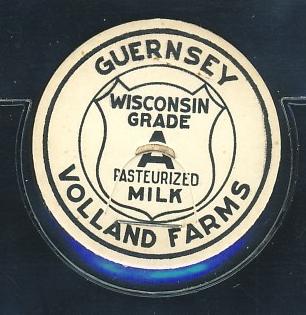 GUERNSEY
WISCONSIN
GRADE
A
PASTEURIZED
MILK
VOLLAND FARMS